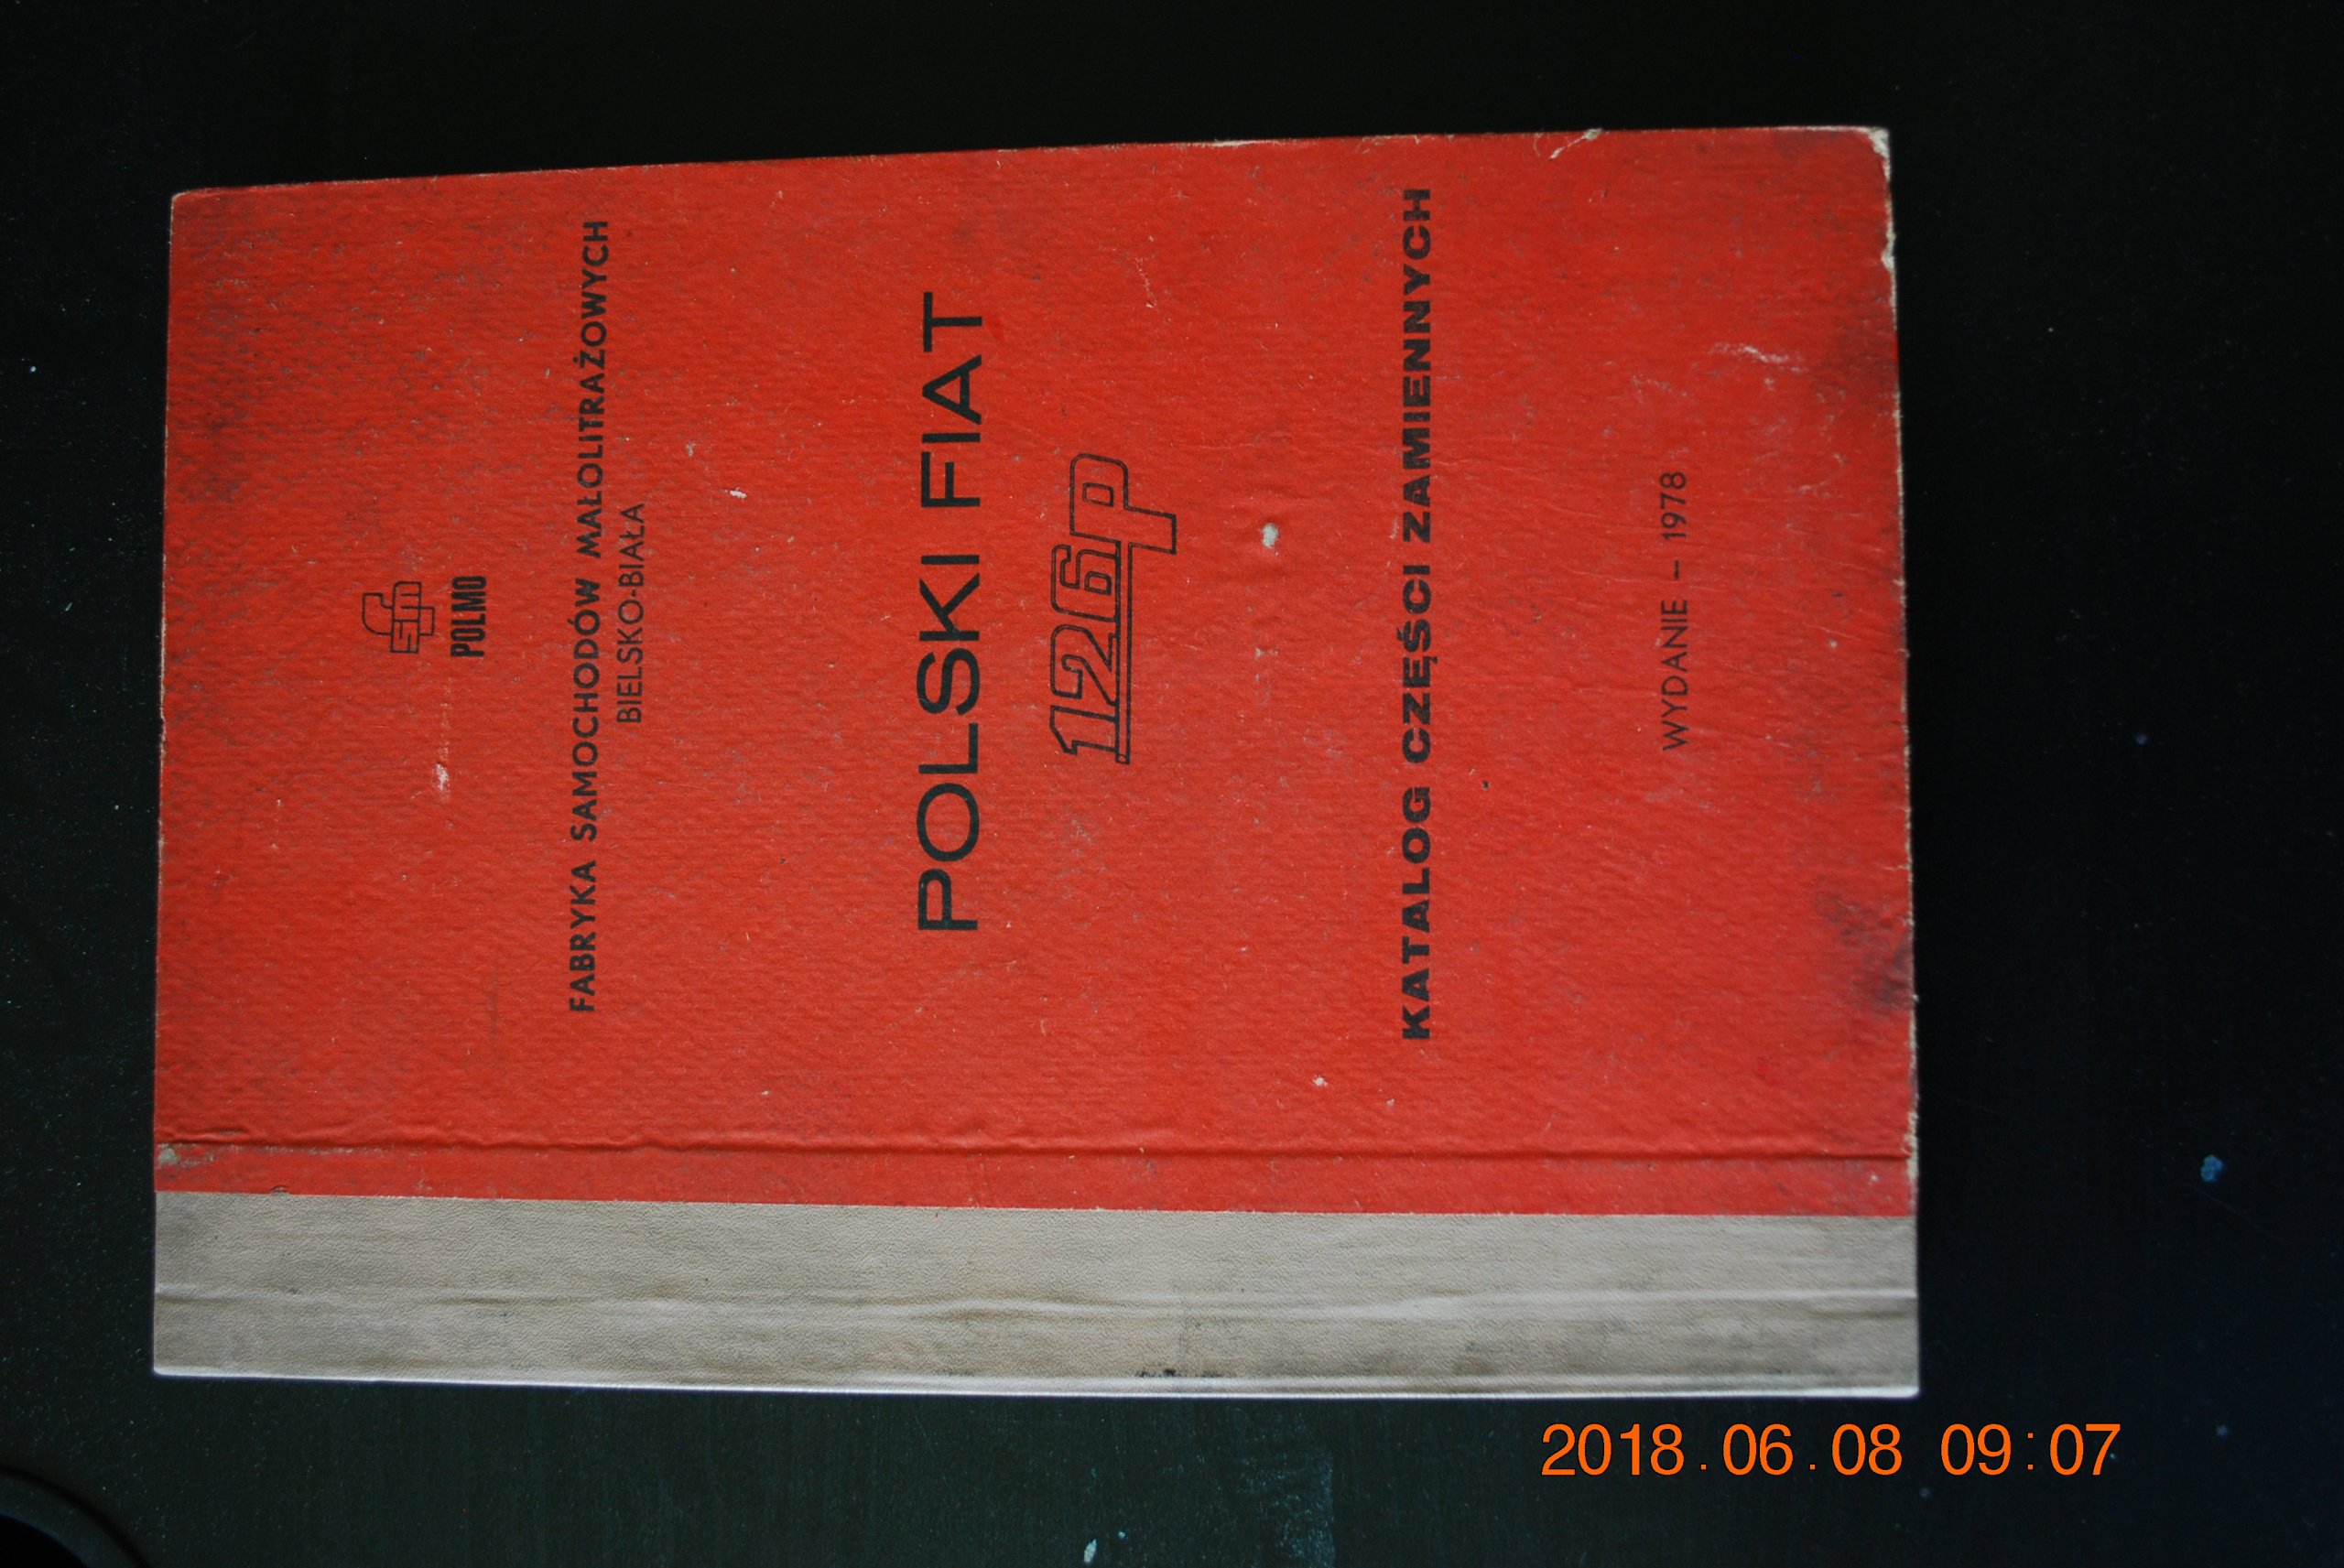 sfm
POLMO
FABRYKA SAMOCHODÓW MAŁOLITRAŻOWYCH
BIELSKO-BIAŁA
POLSKI FIAT
126p
KATALOG CZĘŚCI ZAMIENNYCH
WYDANIE – 1978
2018.06.08 09:07